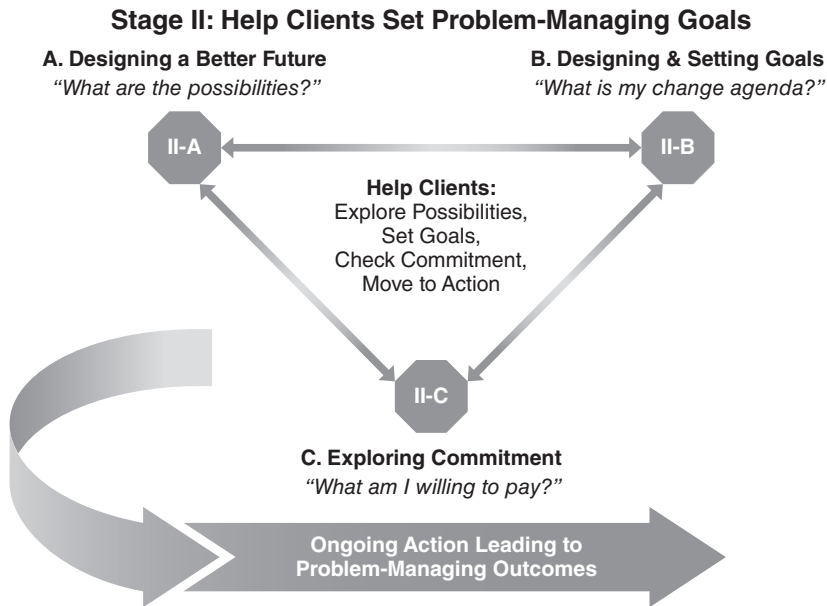 Stage II: Help Clients Set Problem-Managing Goals
A. Designing a Better Future
“What are the possibilities?”
B. Designing & Setting Goals
“What is my change agenda?”
II-A
II-B
Help Clients:
Explore Possibilities,
Set Goals,
Check Commitment,
Move to Action
II-C
C. Exploring Commitment
“What am I willing to pay?”
Ongoing Action Leading to
Problem-Managing Outcomes